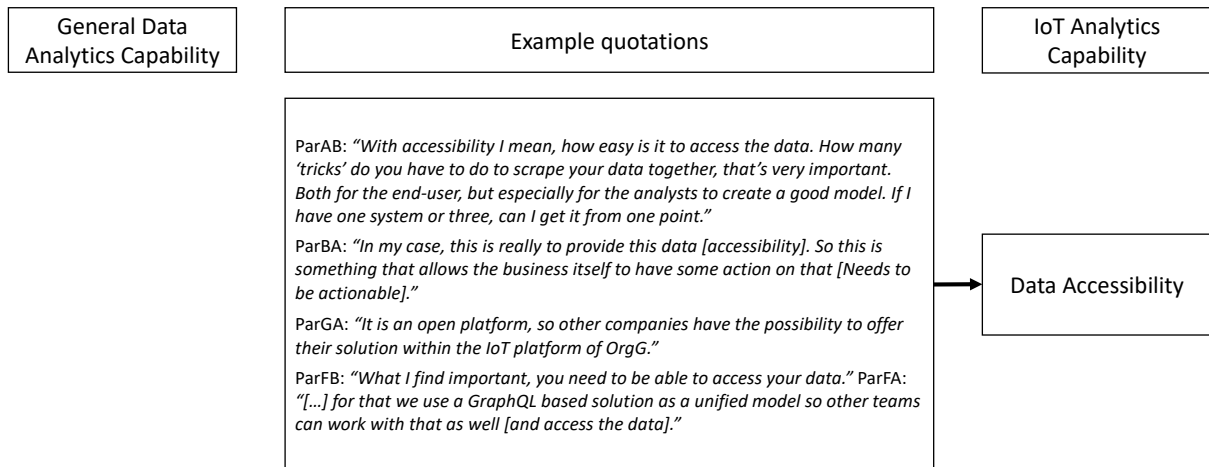 General Data
Analytics Capability
Example quotations
IoT Analytics
Capability
ParAB: “With accessibility I mean, how easy is it to access the data. How many
‘tricks’ do you have to do to scrape your data together, that’s very important.
Both for the end-user, but especially for the analysts to create a good model. If I
have one system or three, can I get it from one point.”
ParBA: “In my case, this is really to provide this data [accessibility]. So this is
something that allows the business itself to have some action on that [Needs to
be actionable].”
ParGA: “It is an open platform, so other companies have the possibility to offer
their solution within the IoT platform of OrgG.”
ParFB: “What I find important, you need to be able to access your data.” ParFA:
“[…] for that we use a GraphQL based solution as a unified model so other teams
can work with that as well [and access the data].”
Data Accessibility